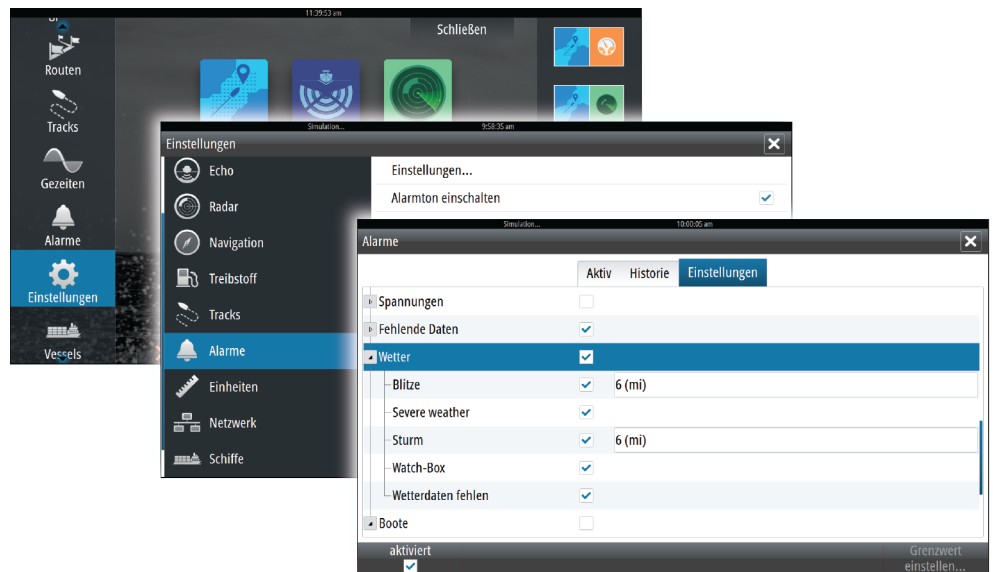 11:39:53 am
Schließen
Routen
Tracks
Gezeiten
Alarme
Einstellungen
Vessels
Simulation...
9:58:35 am
Einstellungen
Echo
Radar
Navigation
Treibstoff
Tracks
Alarme
Einheiten
Netzwerk
Schiffe
Einstellungen...
Alarmton einschalten
Simulation...
10:00:05 am
Alarme
Aktiv
Historie
Einstellungen
Spannungen
Fehlende Daten
Wetter
Blitze
6 (mi)
Severe weather
Sturm
6 (mi)
Watch-Box
Wetterdaten fehlen
Boote
aktiviert
Grenzwert
einstellen...